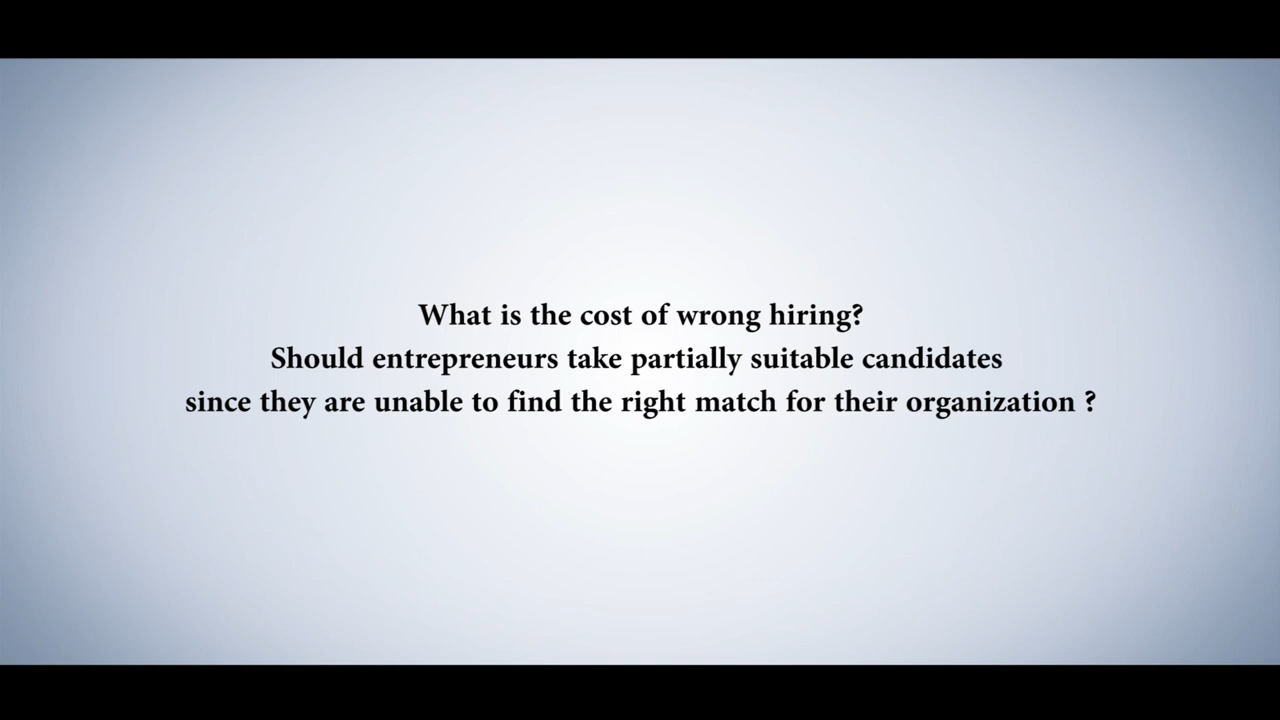 What is the cost of wrong hiring?
Should entrepreneurs take partially suitable candidates
since they are unable to find the right match for their organization ?